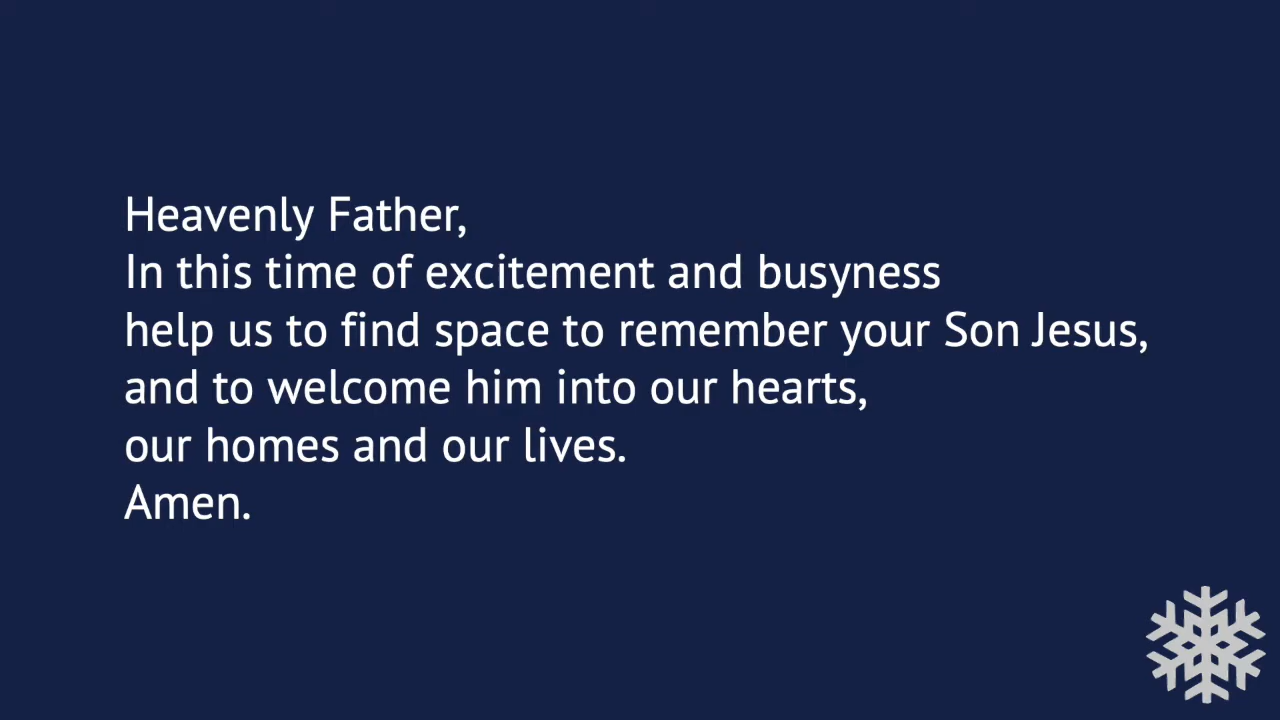 Heavenly Father,
In this time of excitement and busyness
help us to find space to remember your Son Jesus,
and to welcome him into our hearts,
our homes and our lives.
Amen.